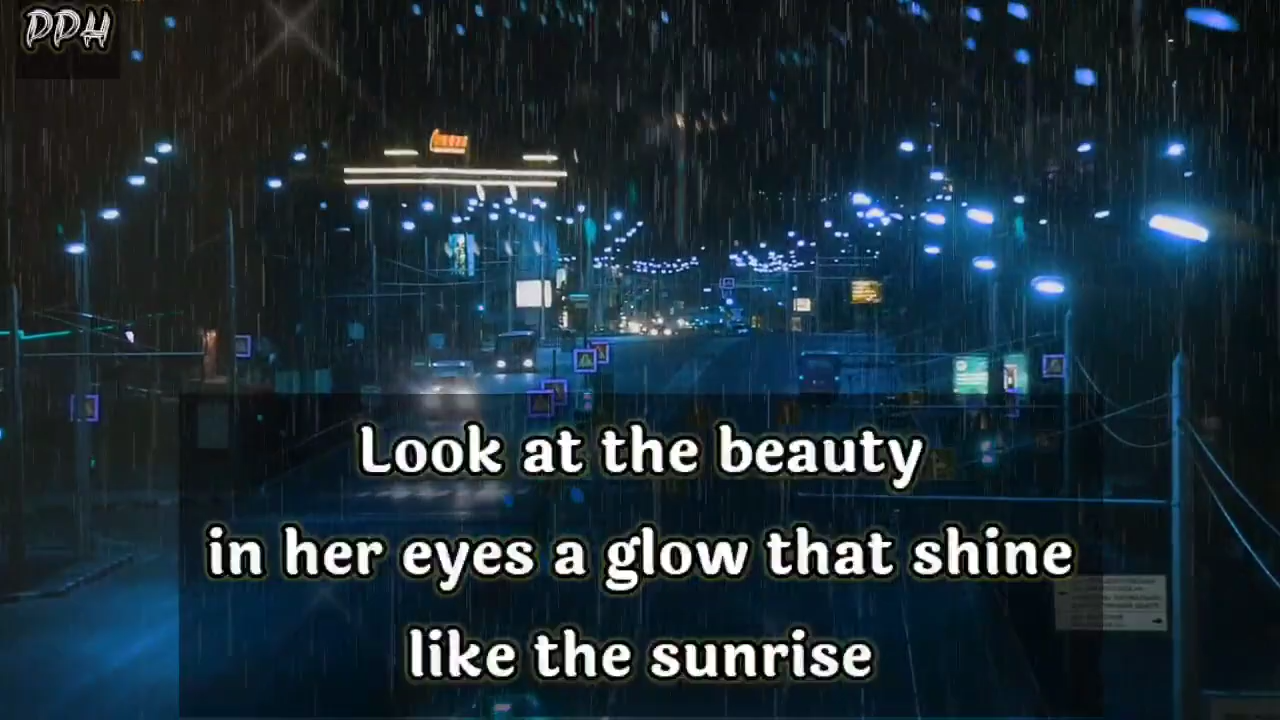 PPH
Look at the beauty
in her eyes a glow that shine
like the sunrise